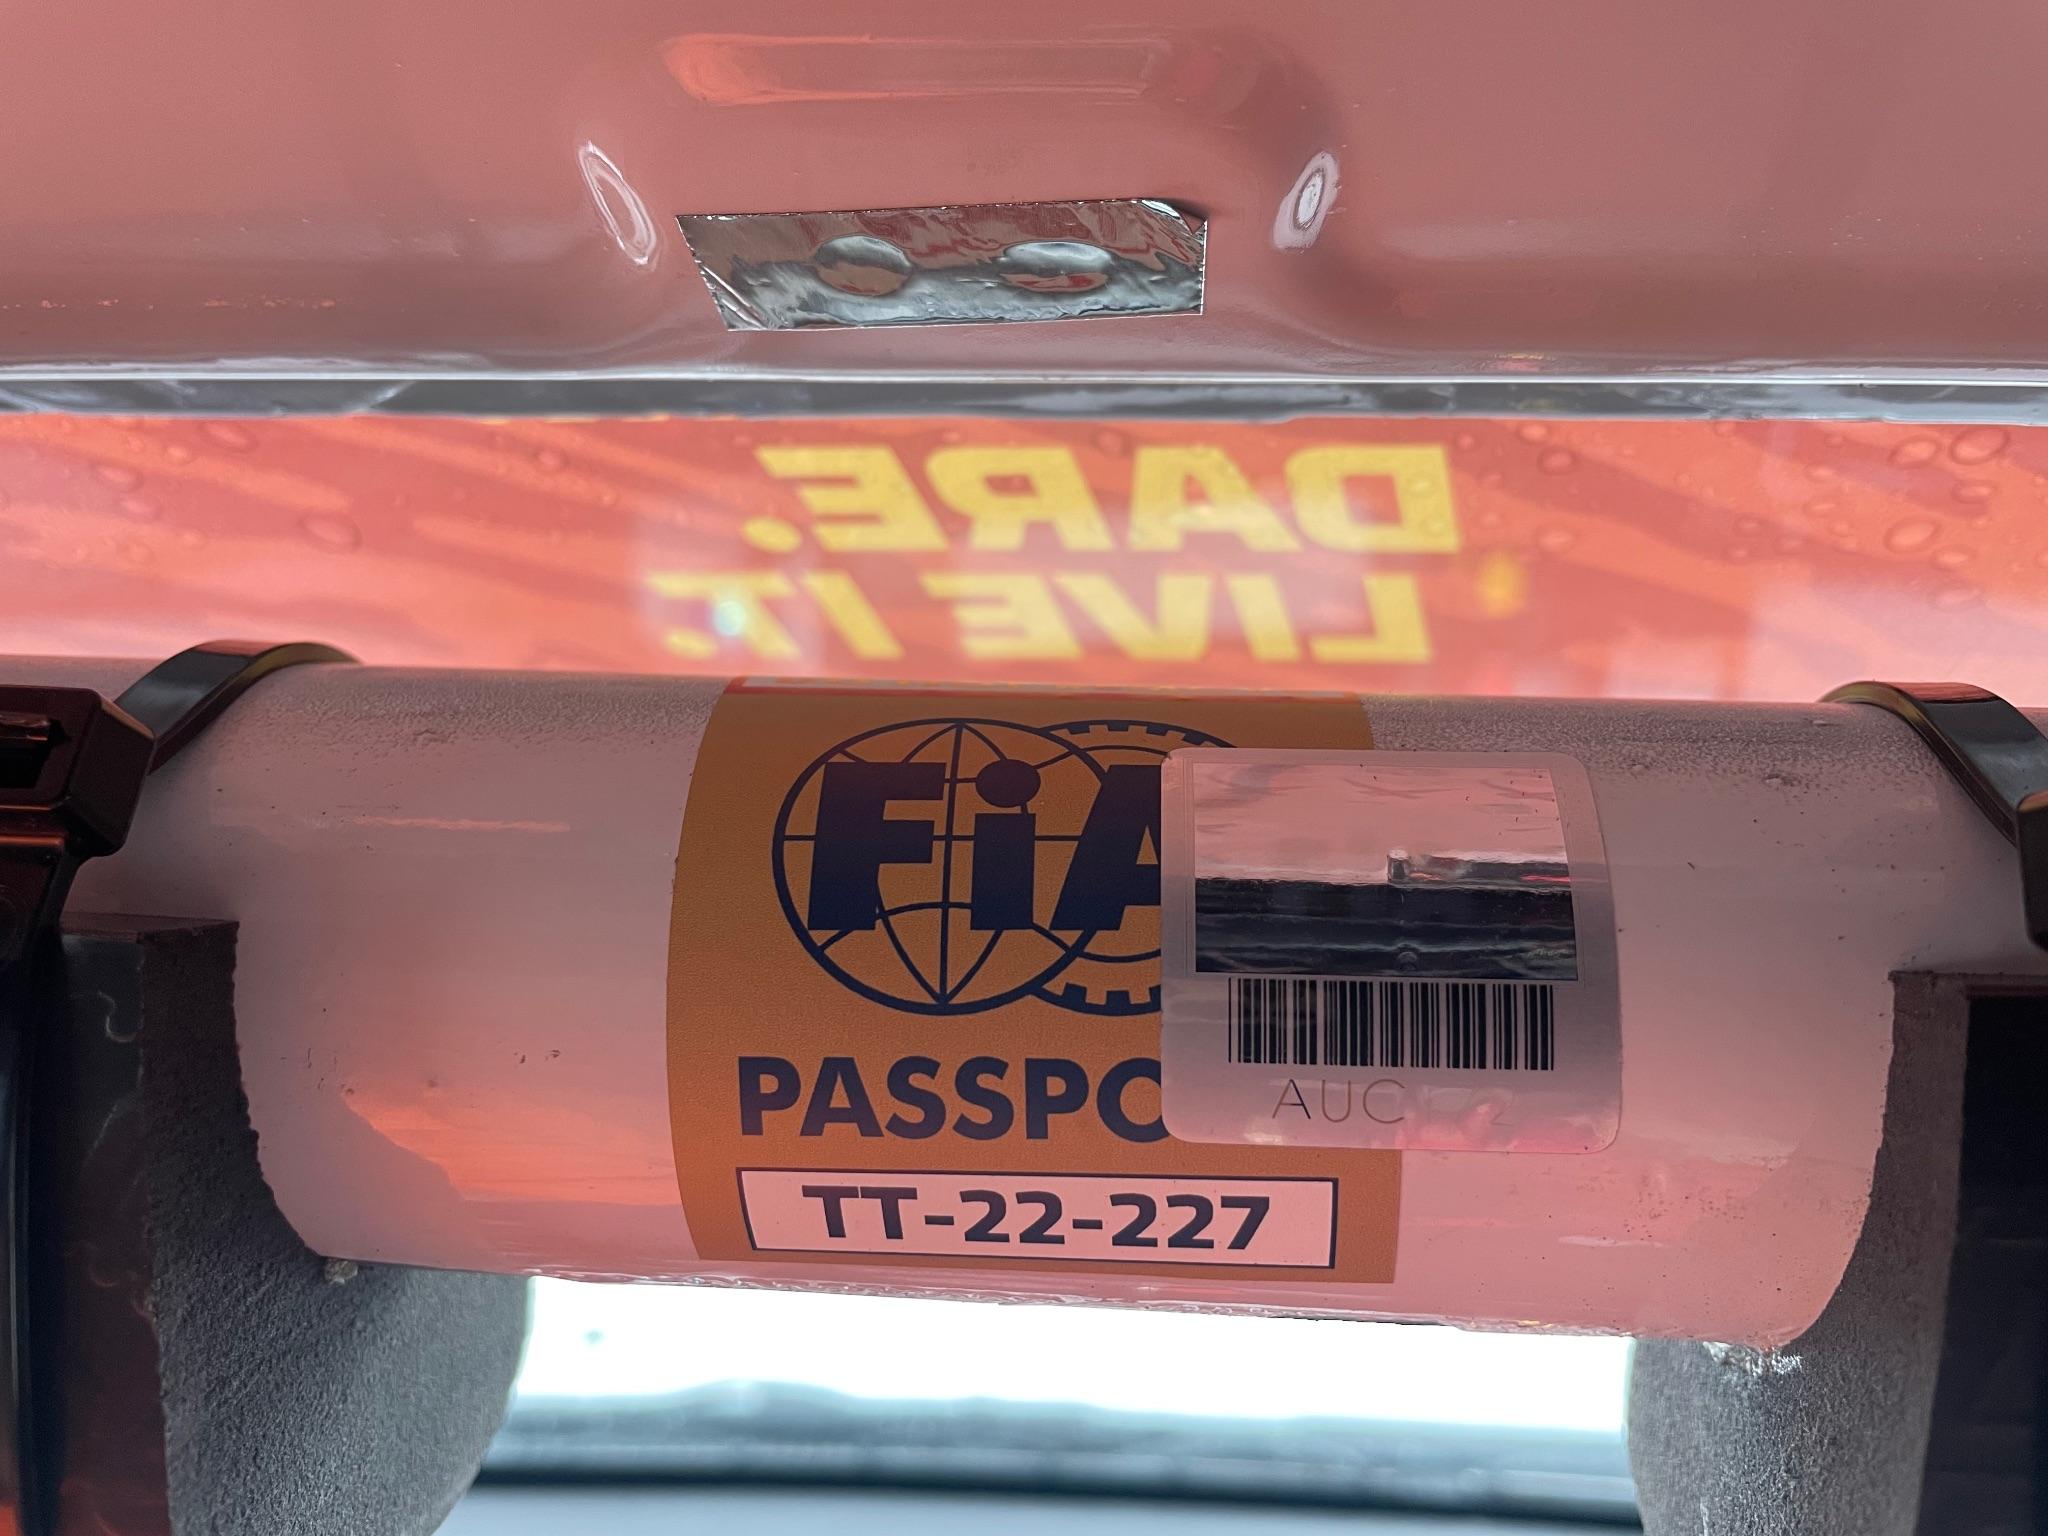 DARE.
LIVE IT.
FiA
PASSPO
TT-22-227
AUC